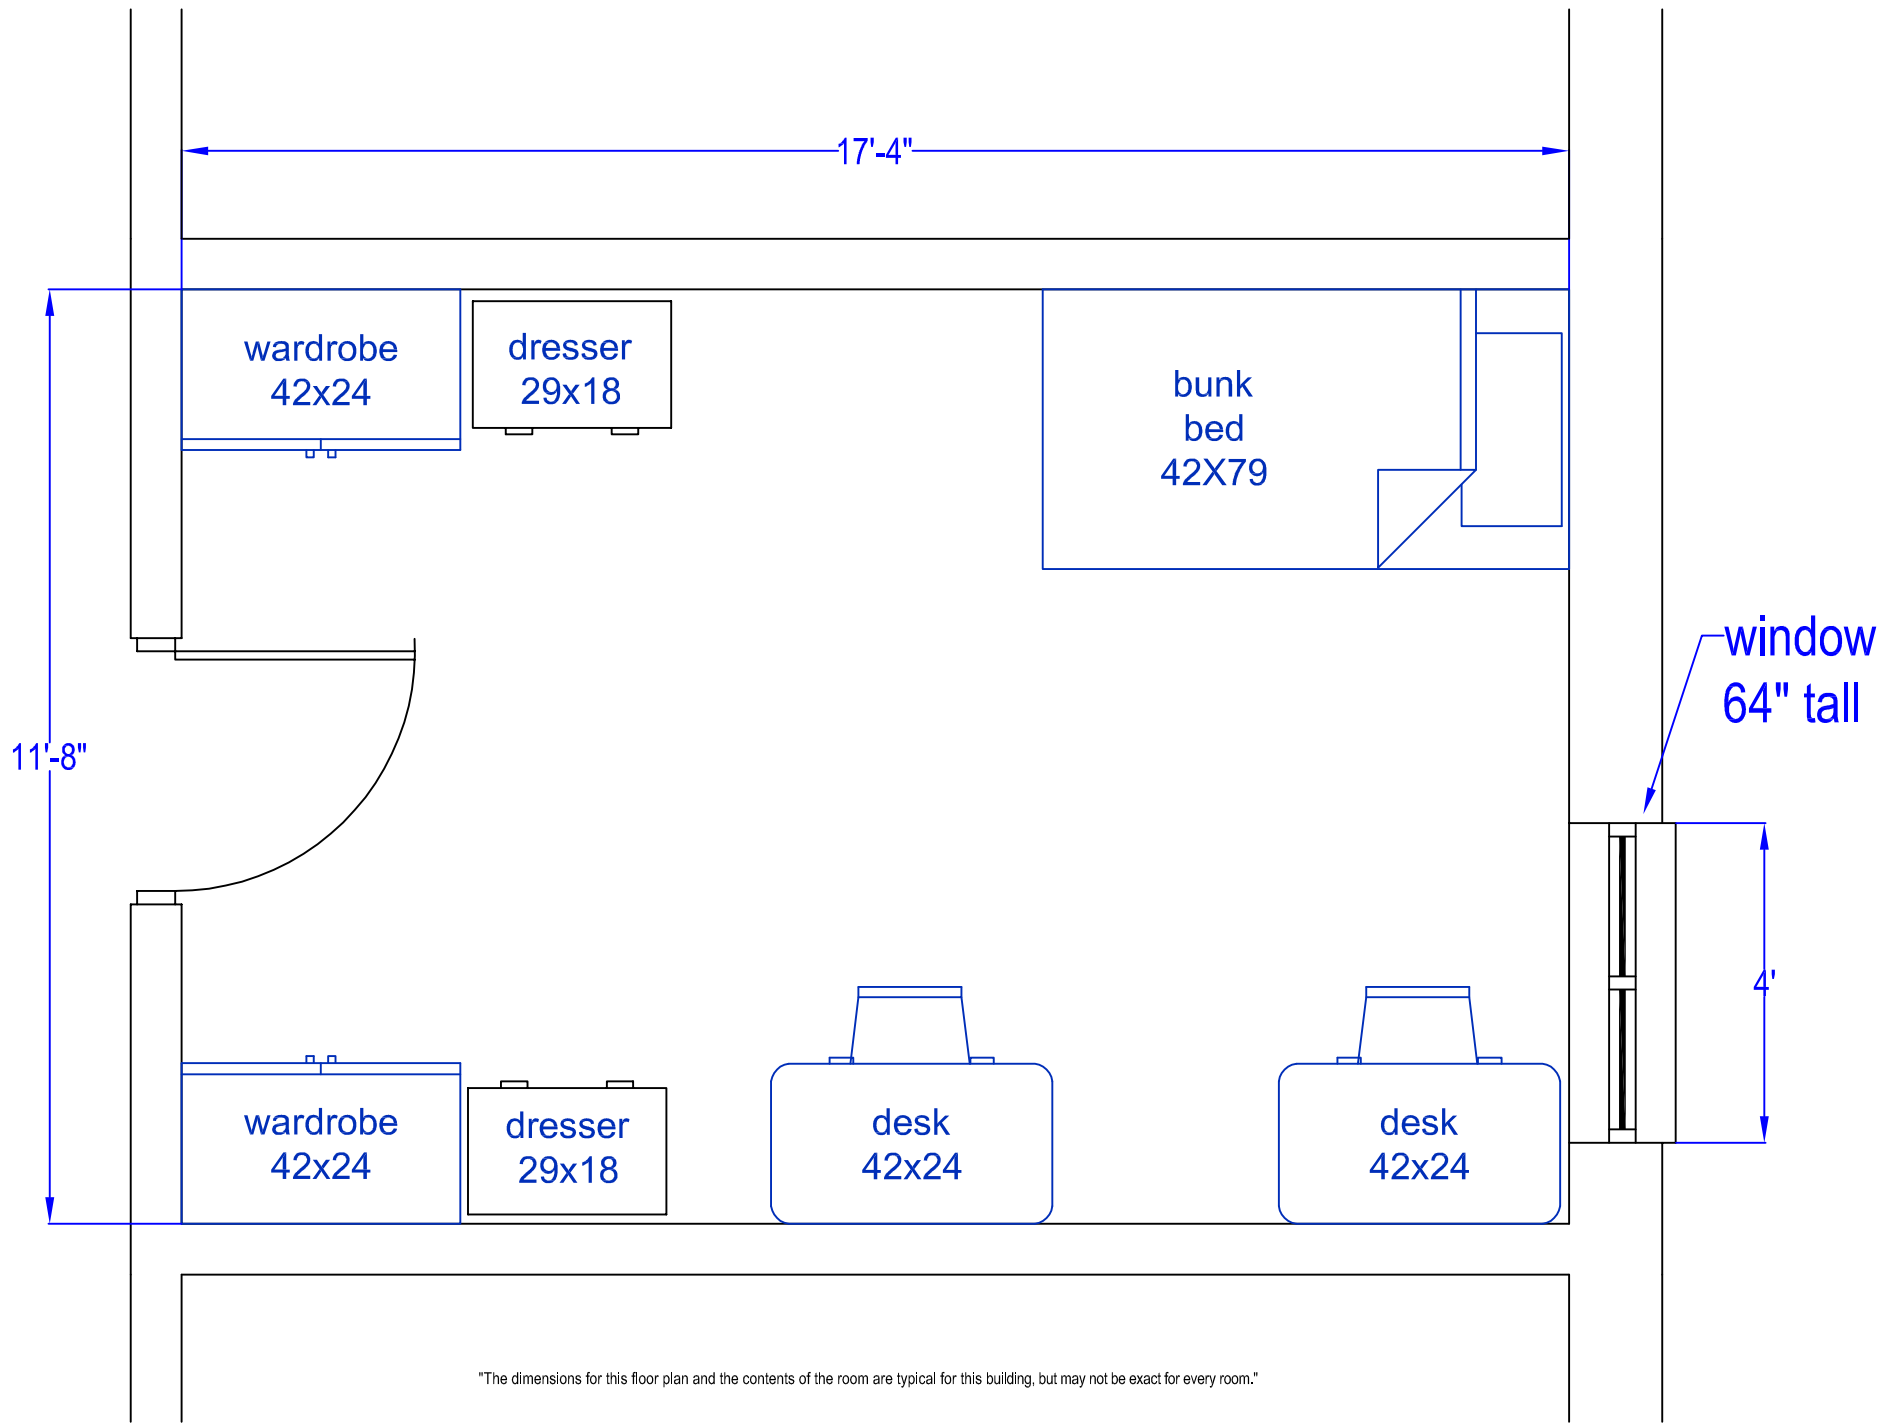 17'-4"
wardrobe
42x24
dresser
29x18
bunk
bed
42X79
window
64" tall
11'-8"
4'
wardrobe
42x24
dresser
29x18
desk
42x24
desk
42x24
"The dimensions for this floor plan and the contents of the room are typical for this building, but may not be exact for every room."